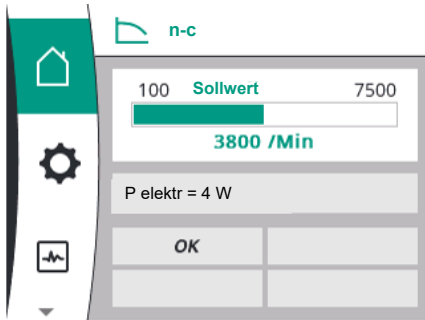 n-c
100 Sollwert 7500
3800 /Min
P elektr = 4 W
OK